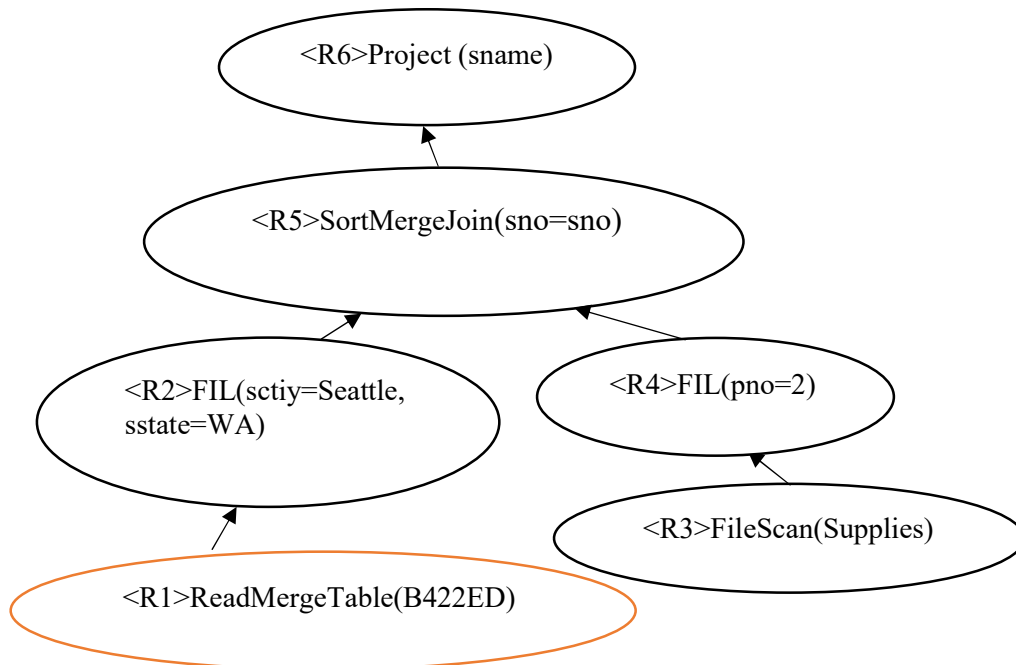 <R6>Project (sname)
<R5>SortMergeJoin(sno=sno)
<R2>FIL(sctiy=Seattle,
sstate=WA)
<R4>FIL(pno=2)
<R3>FileScan(Supplies)
<R1>ReadMergeTable(B422ED)